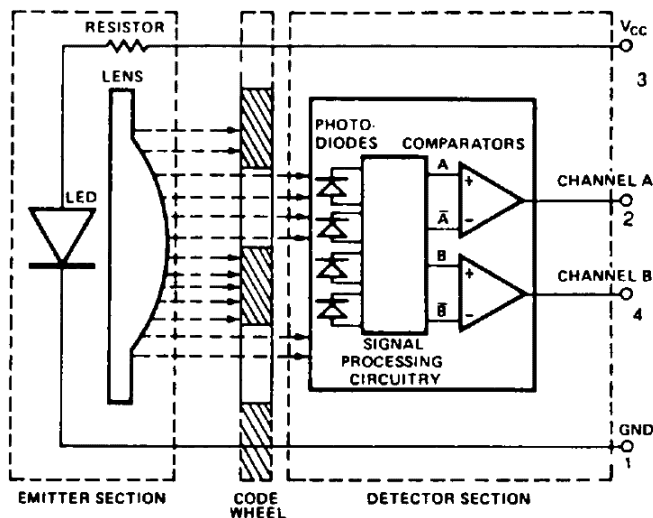 RESISTOR
LENS
LED
PHOTO-
DIODES
COMPARATORS
A
+
Ā
−
B
+
B̄
−
SIGNAL
PROCESSING
CIRCUITRY
VCC
3
CHANNEL A
2
CHANNEL B
4
GND
1
EMITTER SECTION
CODE
WHEEL
DETECTOR SECTION